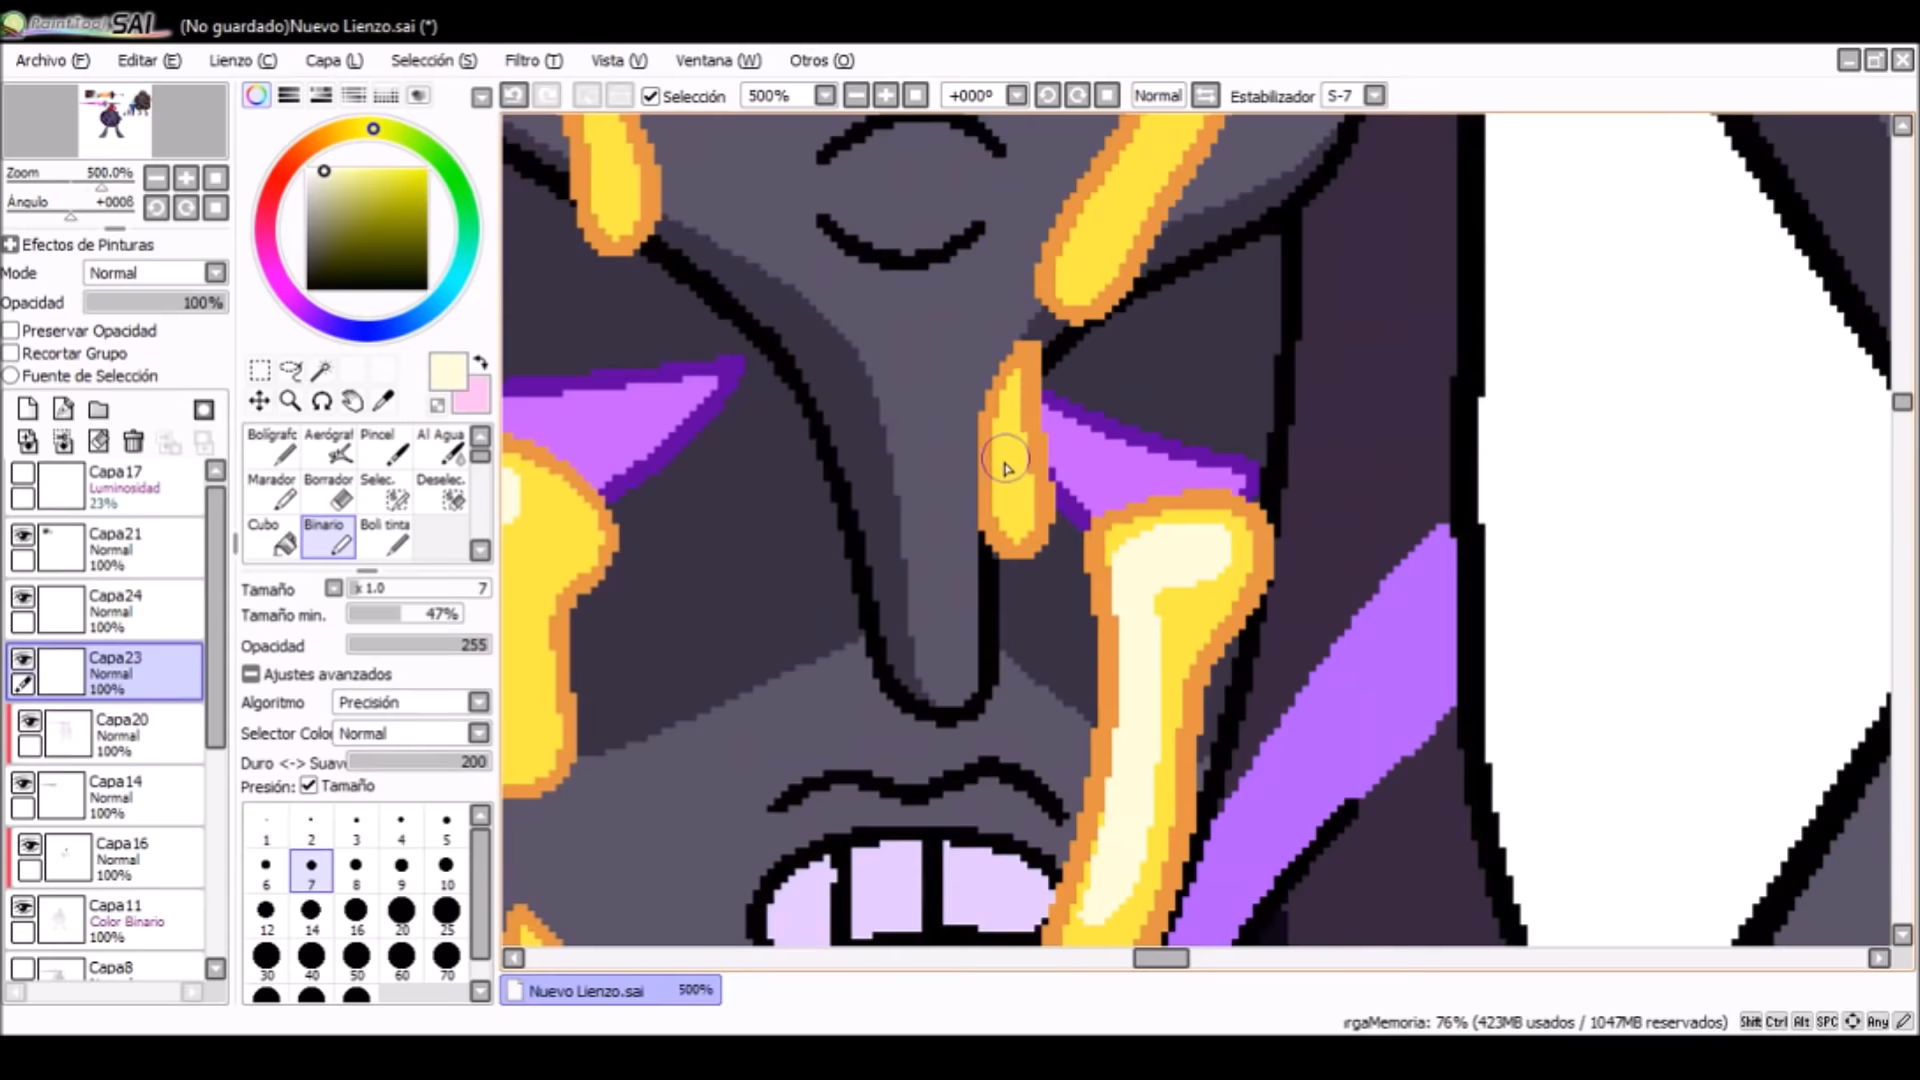 PaintTool SAI (No guardado)Nuevo Lienzo.sai (*)
Archivo (F) Editar (E) Lienzo (C) Capa (L) Selección (S) Filtro (T) Vista (V) Ventana (W) Otros (O)
Selección 500% +000º Normal Estabilizador S-7
Zoom 500.0%
Ángulo +000ß
Efectos de Pinturas
Mode Normal
Opacidad 100%
Preservar Opacidad
Recortar Grupo
Fuente de Selección
Capa17
Luminosidad
23%
Capa21
Normal
100%
Capa24
Normal
100%
Capa23
Normal
100%
Capa20
Normal
100%
Capa14
Normal
100%
Capa16
Normal
100%
Capa11
Color Binario
100%
Capa8
Bolígrafc Aerógraf Pincel Al Agua
Marador Borrador Selec. Deselec.
Cubo Binario Boli tinta
Tamaño x 1.0 7
Tamaño min. 47%
Opacidad 255
Ajustes avanzados
Algoritmo Precisión
Selector Colo Normal
Duro <-> Suav 200
Presión: Tamaño
1 2 3 4 5
6 7 8 9 10
12 14 16 20 25
30 40 50 60 70
Nuevo Lienzo.sai 500%
rgaMemoria: 76% (423MB usados / 1047MB reservados) Shift Ctrl Alt SPC Any